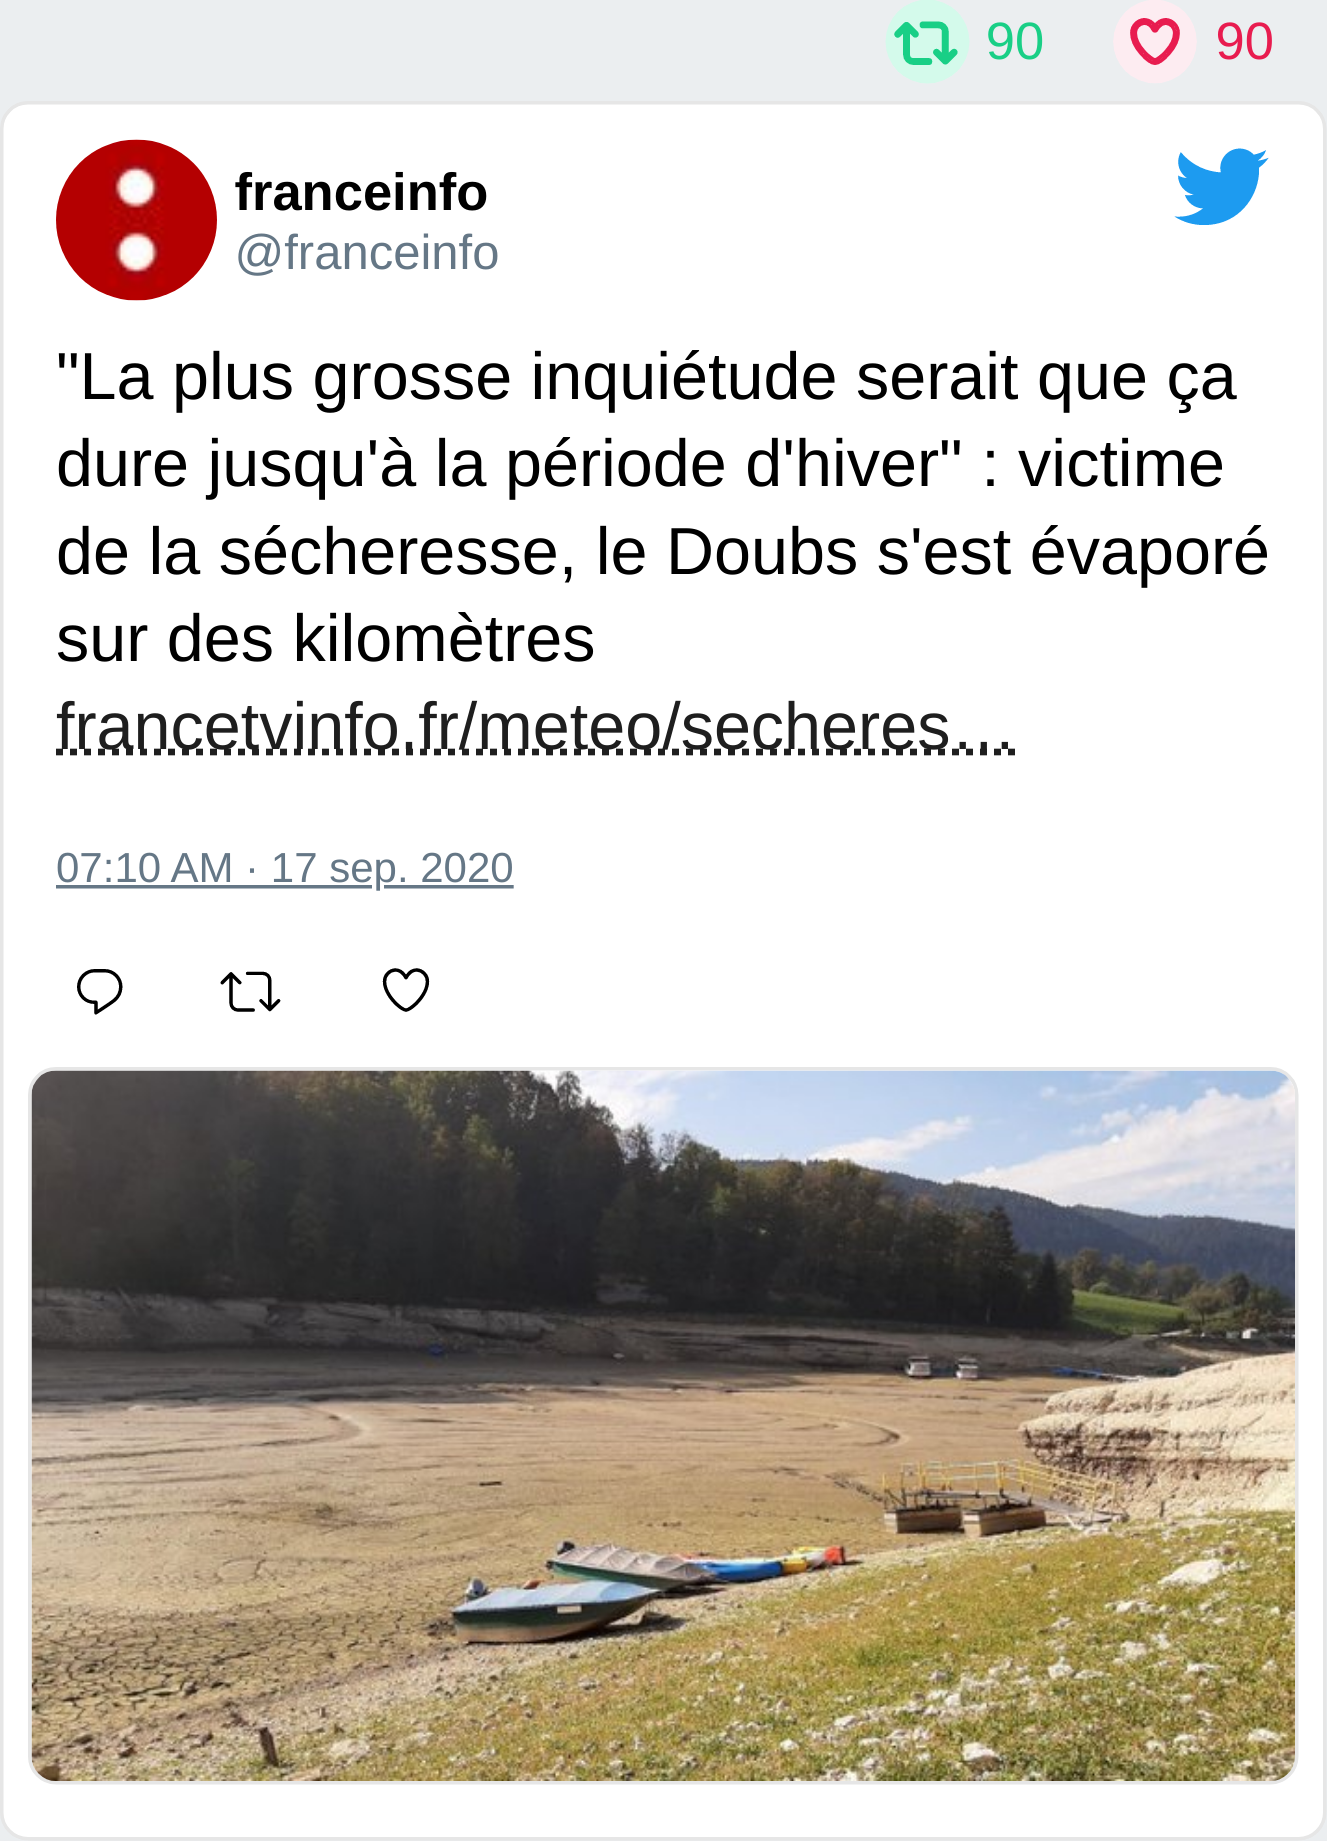 90 90
franceinfo
@franceinfo
"La plus grosse inquiétude serait que ça
dure jusqu'à la période d'hiver" : victime
de la sécheresse, le Doubs s'est évaporé
sur des kilomètres
francetvinfo.fr/meteo/secheres...
07:10 AM · 17 sep. 2020